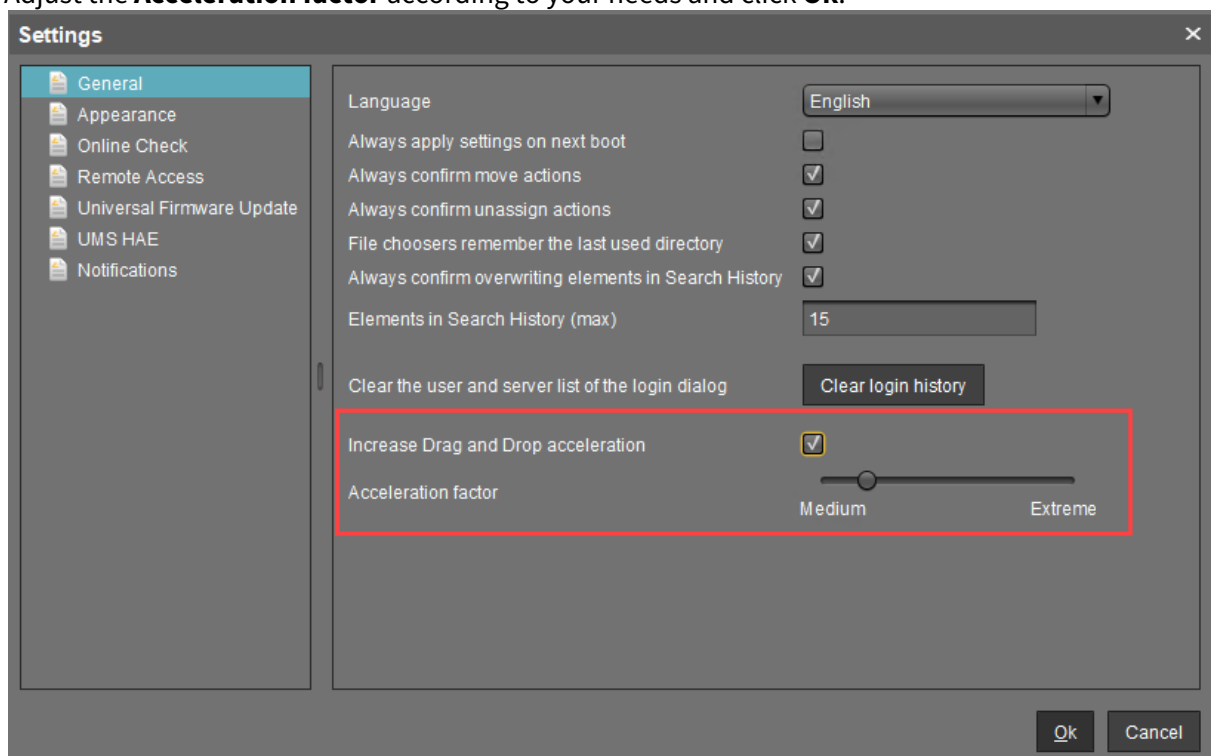 Adjust the Acceleration factor according to your needs and click Ok.
Settings
General
Appearance
Online Check
Remote Access
Universal Firmware Update
UMS HAE
Notifications
Language English
Always apply settings on next boot
Always confirm move actions
Always confirm unassign actions
File choosers remember the last used directory
Always confirm overwriting elements in Search History
Elements in Search History (max) 15
Clear the user and server list of the login dialog Clear login history
Increase Drag and Drop acceleration
Acceleration factor
Medium Extreme
Ok Cancel